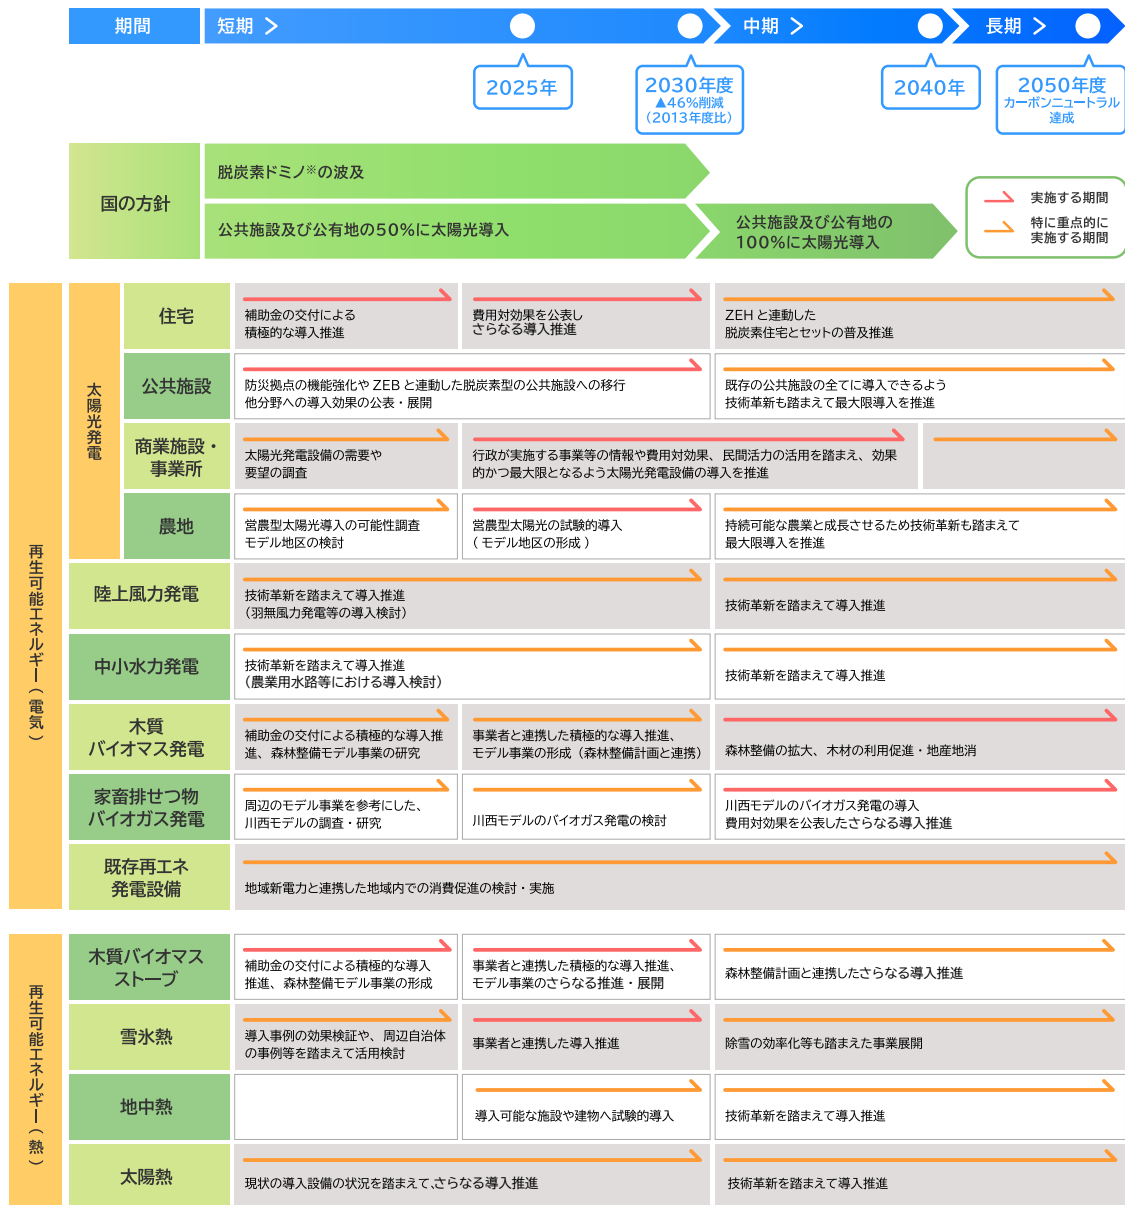 期間
短期
中期
長期
2025年
2030年度
▲46%削減
（2013年度比）
2040年
2050年度
カーボンニュートラル
達成
国の方針
脱炭素ドミノ※の波及
公共施設及び公有地の50%に太陽光導入
公共施設及び公有地の
100%に太陽光導入
実施する期間
特に重点的に
実施する期間
再生可能エネルギー（電気）
太陽光発電
住宅
補助金の交付による
積極的な導入推進
費用対効果を公表し
さらなる導入推進
ZEH と連動した
脱炭素住宅とセットの普及推進
公共施設
防災拠点の機能強化や ZEB と連動した脱炭素型の公共施設への移行
他分野への導入効果の公表・展開
既存の公共施設の全てに導入できるよう
技術革新も踏まえて最大限導入を推進
商業施設・
事業所
太陽光発電設備の需要や
要望の調査
行政が実施する事業等の情報や費用対効果、民間活力の活用を踏まえ、効果
的かつ最大限となるよう太陽光発電設備の導入を推進
農地
営農型太陽光導入の可能性調査
モデル地区の検討
営農型太陽光の試験的導入
（ モデル地区の形成 ）
持続可能な農業と成長させるため技術革新も踏まえて
最大限導入を推進
陸上風力発電
技術革新を踏まえて導入推進
（羽無風力発電等の導入検討）
技術革新を踏まえて導入推進
中小水力発電
技術革新を踏まえて導入推進
（農業用水路等における導入検討）
技術革新を踏まえて導入推進
木質
バイオマス発電
補助金の交付による積極的な導入推
進、森林整備モデル事業の研究
事業者と連携した積極的な導入推進、
モデル事業の形成（森林整備計画と連携）
森林整備の拡大、木材の利用促進・地産地消
家畜排せつ物
バイオガス発電
周辺のモデル事業を参考にした、
川西モデルの調査・研究
川西モデルのバイオガス発電の検討
川西モデルのバイオガス発電の導入
費用対効果を公表したさらなる導入推進
既存再エネ
発電設備
地域新電力と連携した地域内での消費促進の検討・実施
再生可能エネルギー（熱）
木質バイオマス
ストーブ
補助金の交付による積極的な導入
推進、森林整備モデル事業の形成
事業者と連携した積極的な導入推進、
モデル事業のさらなる推進・展開
森林整備計画と連携したさらなる導入推進
雪氷熱
導入事例の効果検証や、周辺自治体
の事例等を踏まえて活用検討
事業者と連携した導入推進
除雪の効率化等も踏まえた事業展開
地中熱
導入可能な施設や建物へ試験的導入
技術革新を踏まえて導入推進
太陽熱
現状の導入設備の状況を踏まえて、さらなる導入推進
技術革新を踏まえて導入推進